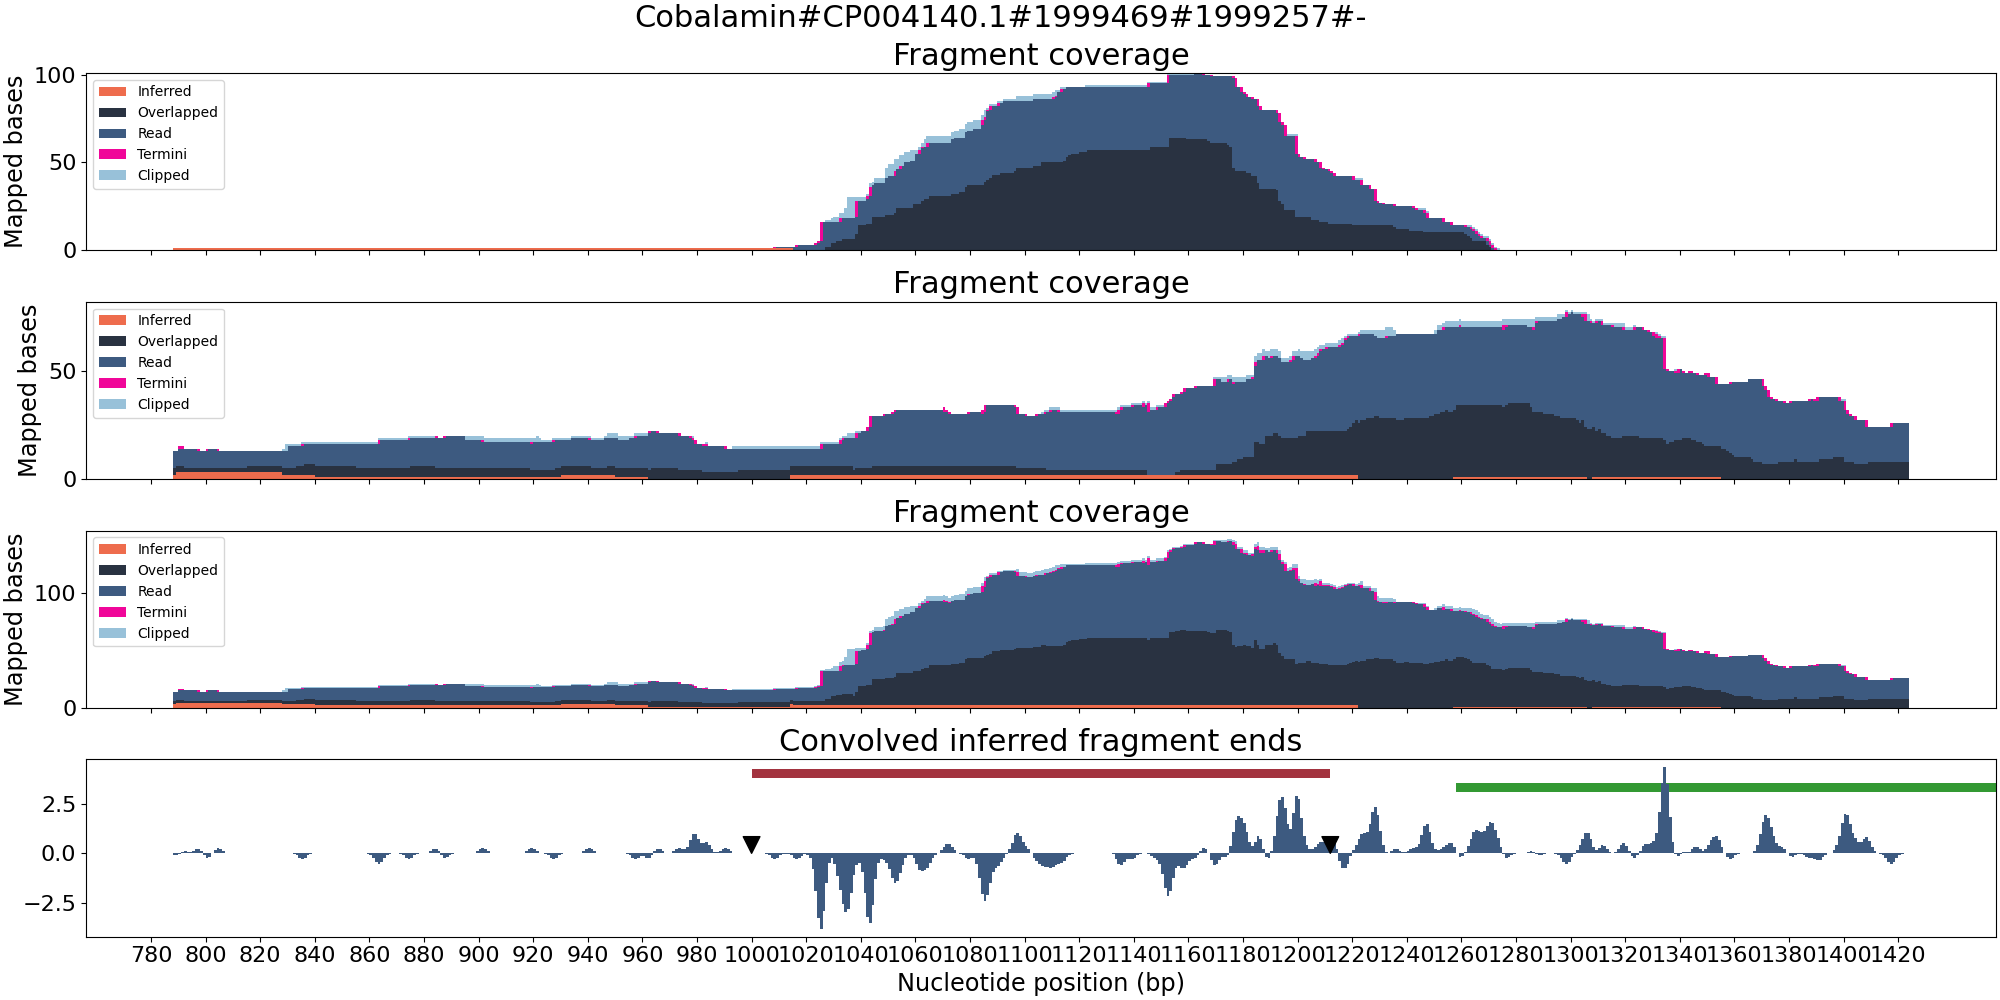 Cobalamin#CP004140.1#1999469#1999257#-
Fragment coverage
Mapped bases
100
50
0
Inferred
Overlapped
Read
Termini
Clipped
Fragment coverage
Mapped bases
50
0
Inferred
Overlapped
Read
Termini
Clipped
Fragment coverage
Mapped bases
100
0
Inferred
Overlapped
Read
Termini
Clipped
Convolved inferred fragment ends
2.5
0.0
−2.5
780 800 820 840 860 880 900 920 940 960 980 1000 1020 1040 1060 1080 1100 1120 1140 1160 1180 1200 1220 1240 1260 1280 1300 1320 1340 1360 1380 1400 1420
Nucleotide position (bp)